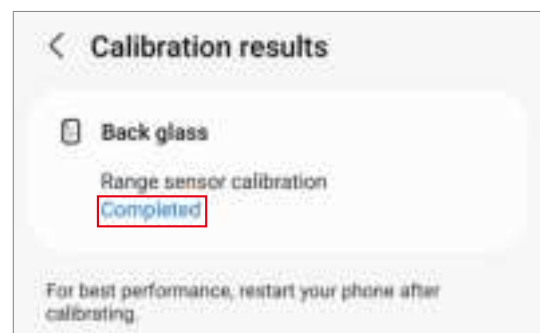 Calibration results
Back glass
Range sensor calibration
Completed
For best performance, restart your phone after
calibrating.